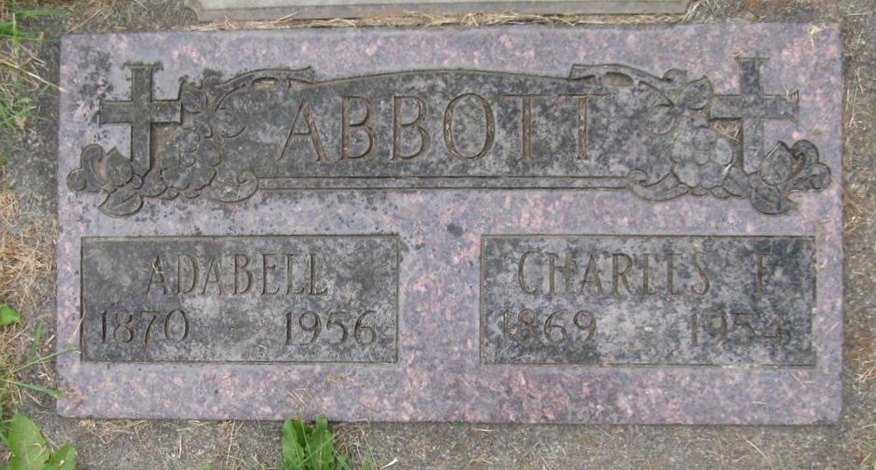 ABBOTT
ADABELL
1870 - 1956
CHARLES E
1869 1954